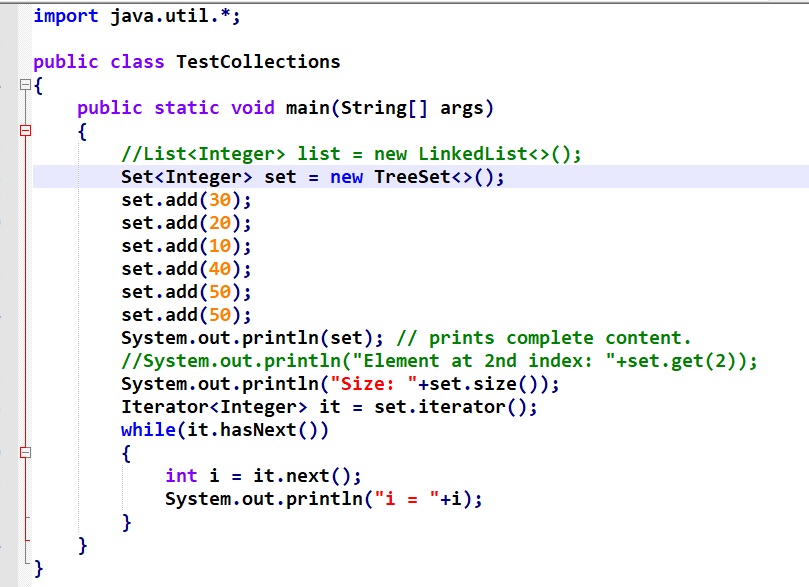 import java.util.*;
public class TestCollections
{
public static void main(String[] args)
{
//List<Integer> list = new LinkedList<>();
Set<Integer> set = new TreeSet<>();
set.add(30);
set.add(20);
set.add(10);
set.add(40);
set.add(50);
set.add(50);
System.out.println(set); // prints complete content.
//System.out.println("Element at 2nd index: "+set.get(2));
System.out.println("Size: "+set.size());
Iterator<Integer> it = set.iterator();
while(it.hasNext())
{
int i = it.next();
System.out.println("i = "+i);
}
}
}